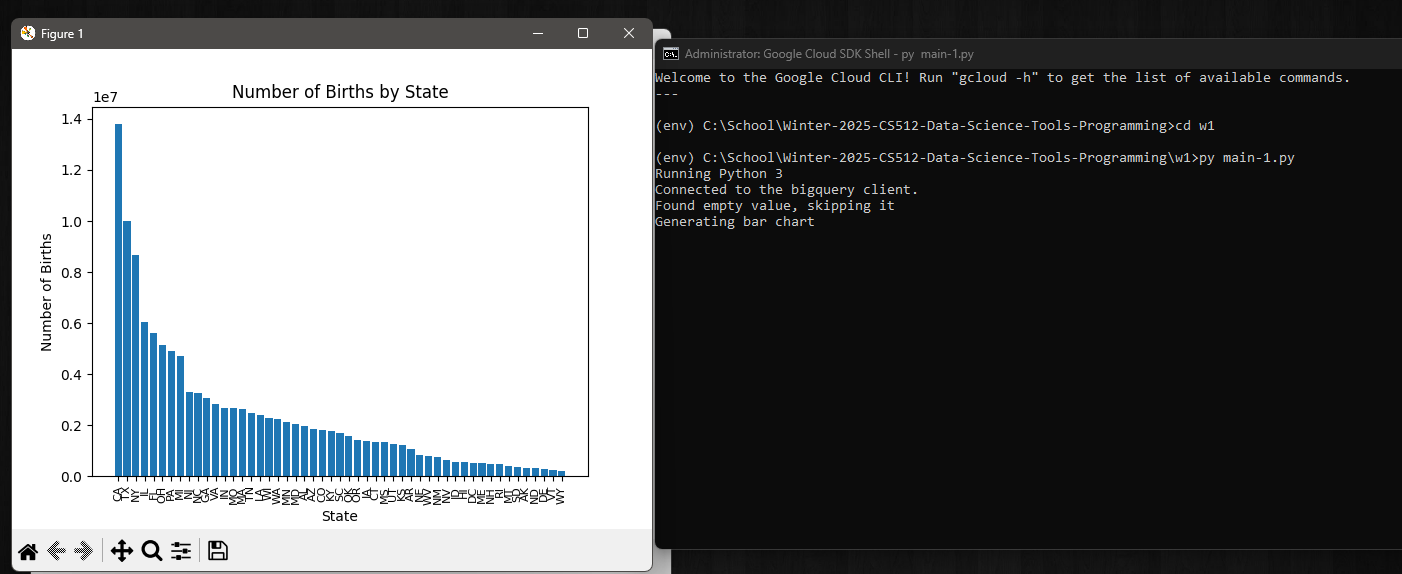 Figure 1
Number of Births by State
1e7
1.4
1.2
1.0
0.8
0.6
0.4
0.2
0.0
Number of Births
CA TX NY IL FL OH PA MI NJ NC GA VA IN MO MA TN LA WI WA MN MD AL AZ CO KY SC OK OR IA CT MS UT KS AR NE WV NM NV ID HI DC ME NH RI MT SD AK ND DE VT WY
State
Administrator: Google Cloud SDK Shell - py  main-1.py
Welcome to the Google Cloud CLI! Run "gcloud -h" to get the list of available commands.
---
(env) C:\School\Winter-2025-CS512-Data-Science-Tools-Programming>cd w1
(env) C:\School\Winter-2025-CS512-Data-Science-Tools-Programming\w1>py main-1.py
Running Python 3
Connected to the bigquery client.
Found empty value, skipping it
Generating bar chart